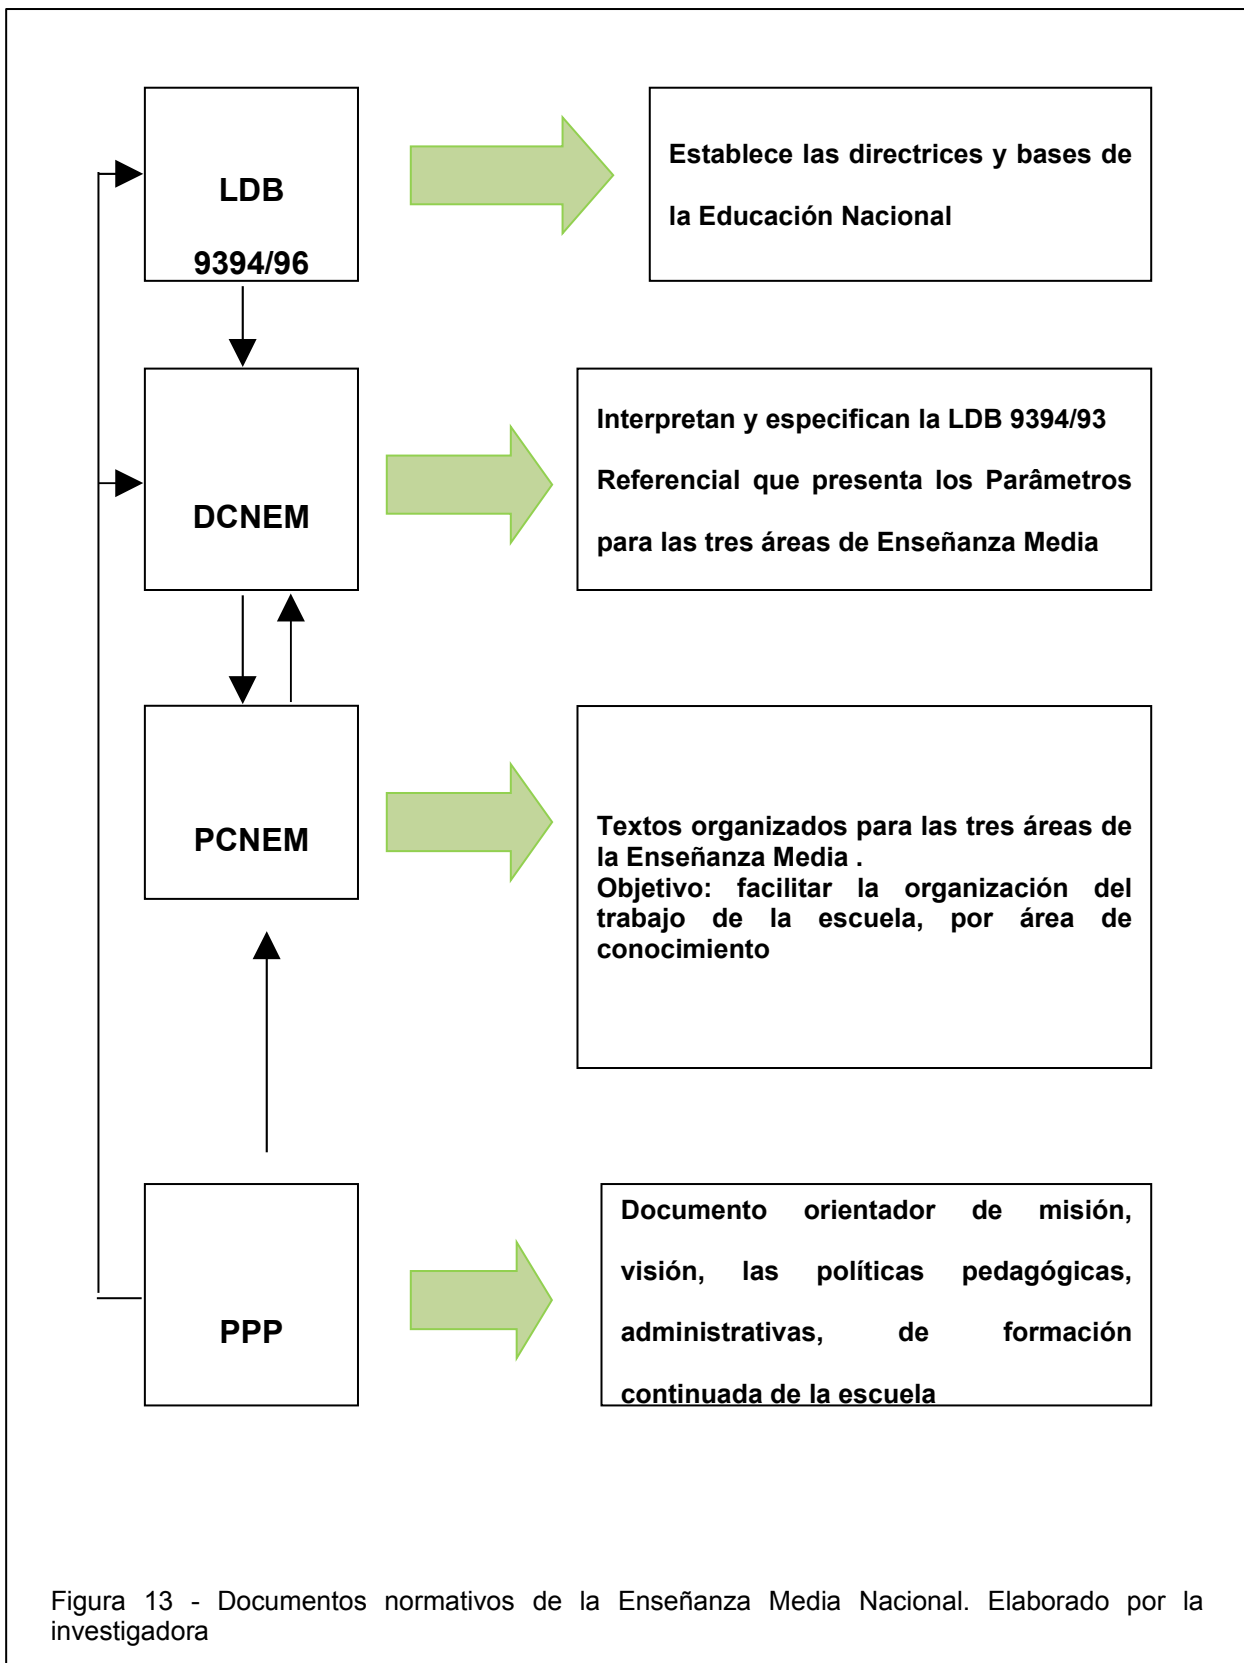 LDB
9394/96
Establece las directrices y bases de
la Educación Nacional
DCNEM
Interpretan y especifican la LDB 9394/93
Referencial que presenta los Parâmetros
para las tres áreas de Enseñanza Media
PCNEM
Textos organizados para las tres áreas de
la Enseñanza Media .
Objetivo: facilitar la organización del
trabajo de la escuela, por área de
conocimiento
PPP
Documento orientador de misión,
visión, las políticas pedagógicas,
administrativas, de formación
continuada de la escuela
Figura 13 - Documentos normativos de la Enseñanza Media Nacional. Elaborado por la
investigadora